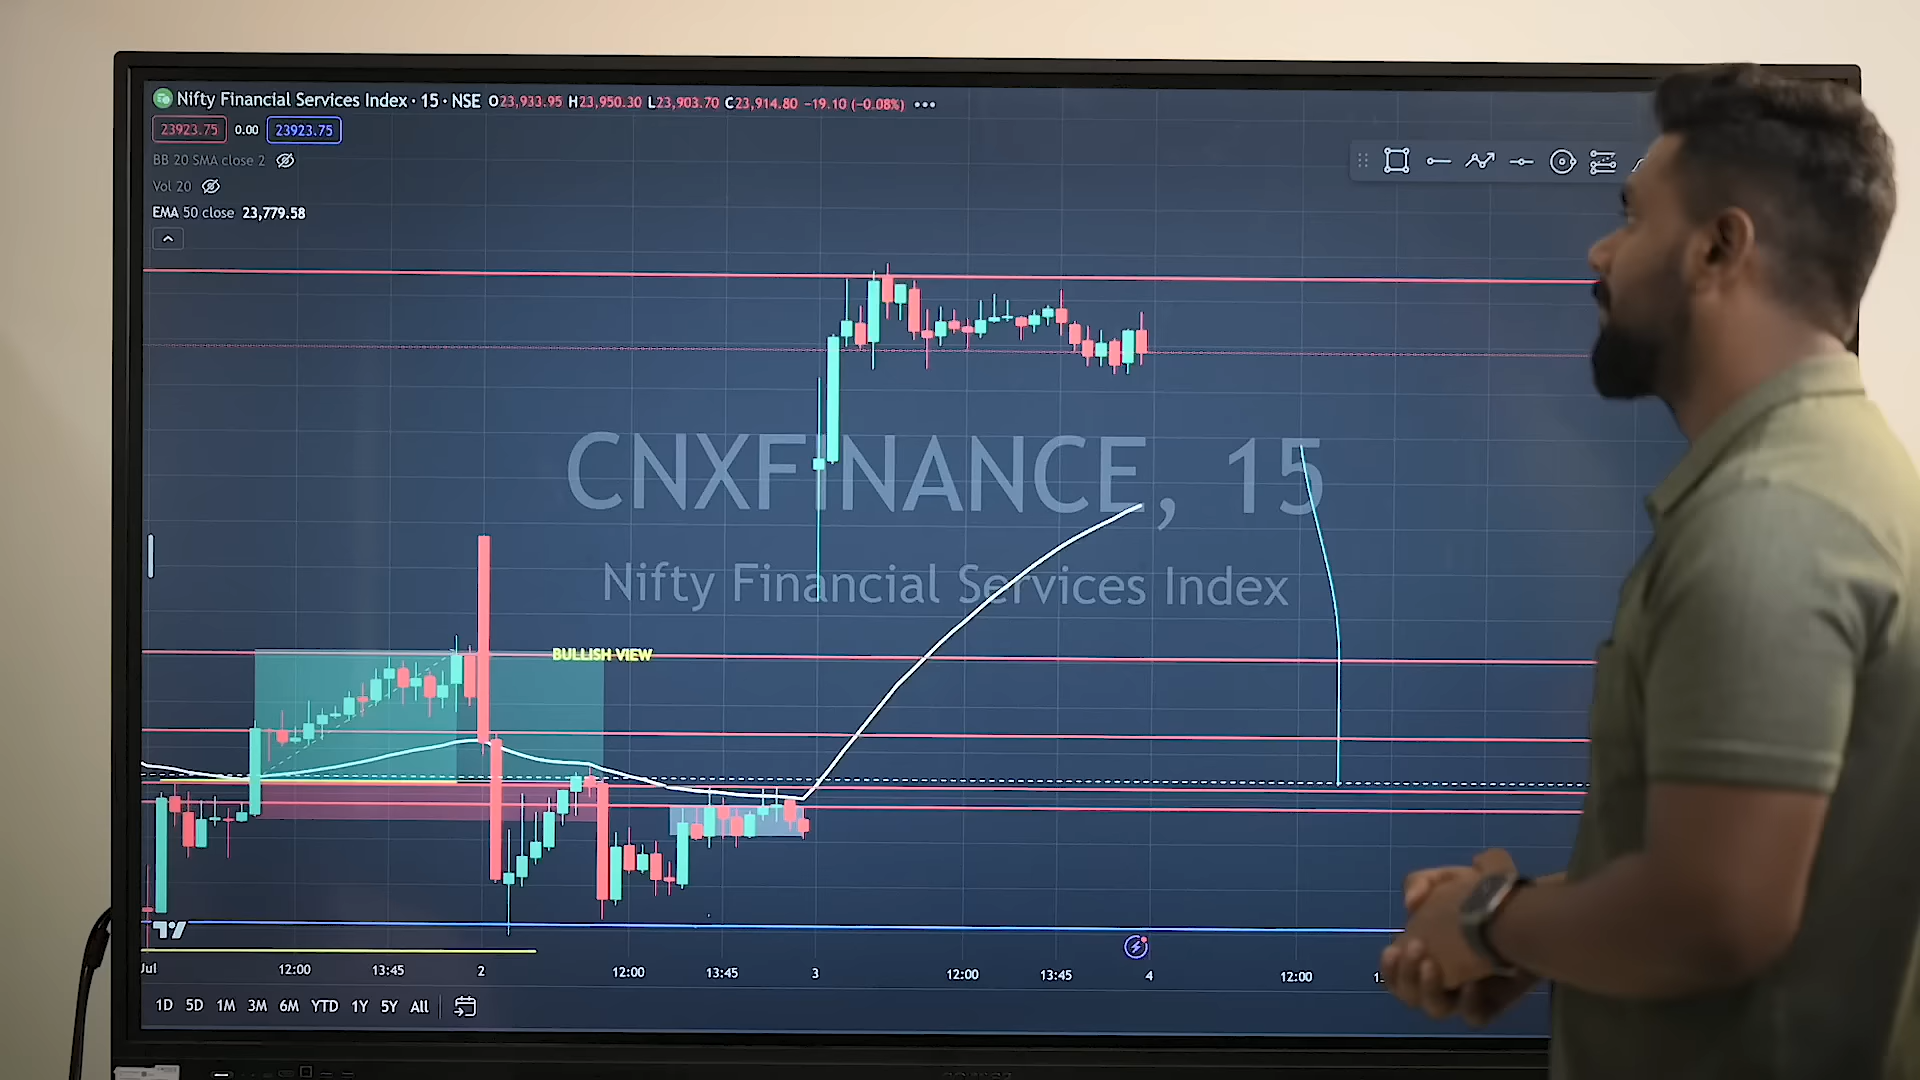 Nifty Financial Services Index · 15 · NSE O23,933.95 H23,950.30 L23,903.70 C23,914.80 −19.10 (−0.08%)
23923.75 0.00 23923.75
BB 20 SMA close 2
Vol 20
EMA 50 close 23,779.58
CNXFINANCE, 15
Nifty Financial Services Index
BULLISH VIEW
Jul 12:00 13:45 2 12:00 13:45 3 12:00 13:45 4 12:00
1D 5D 1M 3M 6M YTD 1Y 5Y All